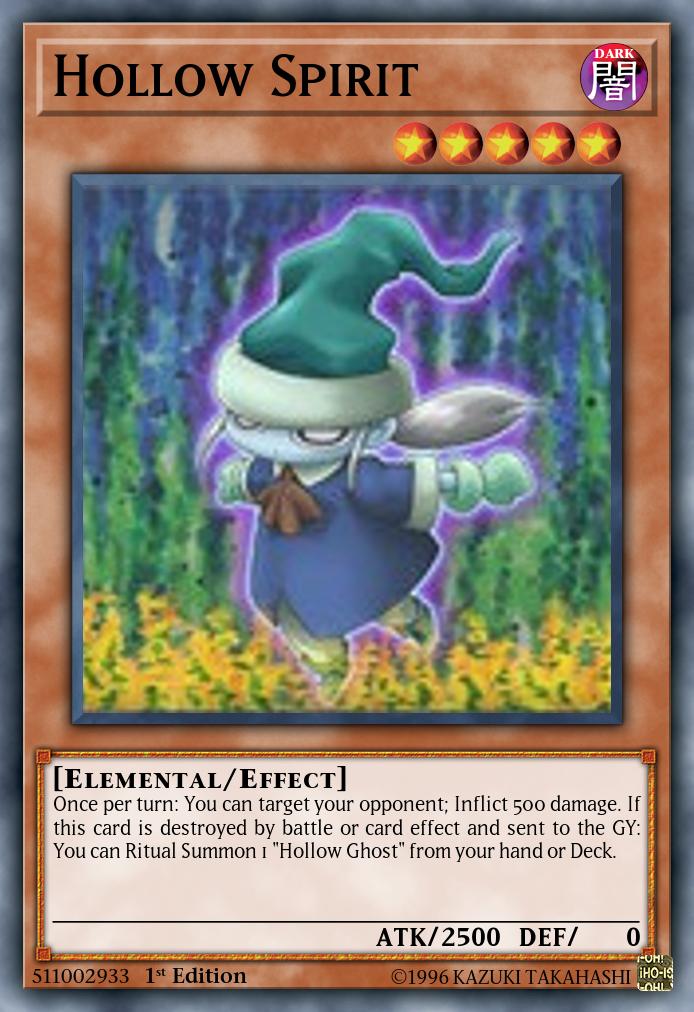 Hollow Spirit
DARK
闇
[Elemental/Effect]
Once per turn: You can target your opponent; Inflict 500 damage. If
this card is destroyed by battle or card effect and sent to the GY:
You can Ritual Summon 1 "Hollow Ghost" from your hand or Deck.
ATK/2500 DEF/ 0
511002933 1st Edition ©1996 KAZUKI TAKAHASHI